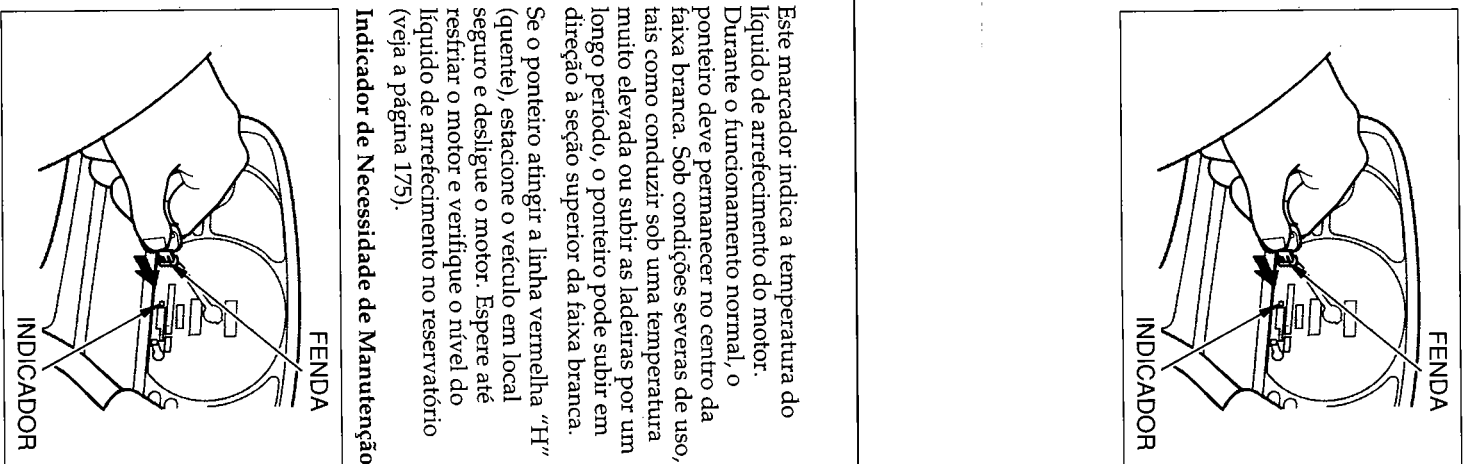 FENDA
INDICADOR
Este marcador indica a temperatura do
líquido de arrefecimento do motor.
Durante o funcionamento normal, o
ponteiro deve permanecer no centro da
faixa branca. Sob condições severas de uso,
tais como conduzir sob uma temperatura
muito elevada ou subir as ladeiras por um
longo período, o ponteiro pode subir em
direção à seção superior da faixa branca.
Se o ponteiro atingir a linha vermelha "H"
(quente), estacione o veículo em local
seguro e desligue o motor. Espere até
resfriar o motor e verifique o nível do
líquido de arrefecimento no reservatório
(veja a página 175).
Indicador de Necessidade de Manutenção
FENDA
INDICADOR